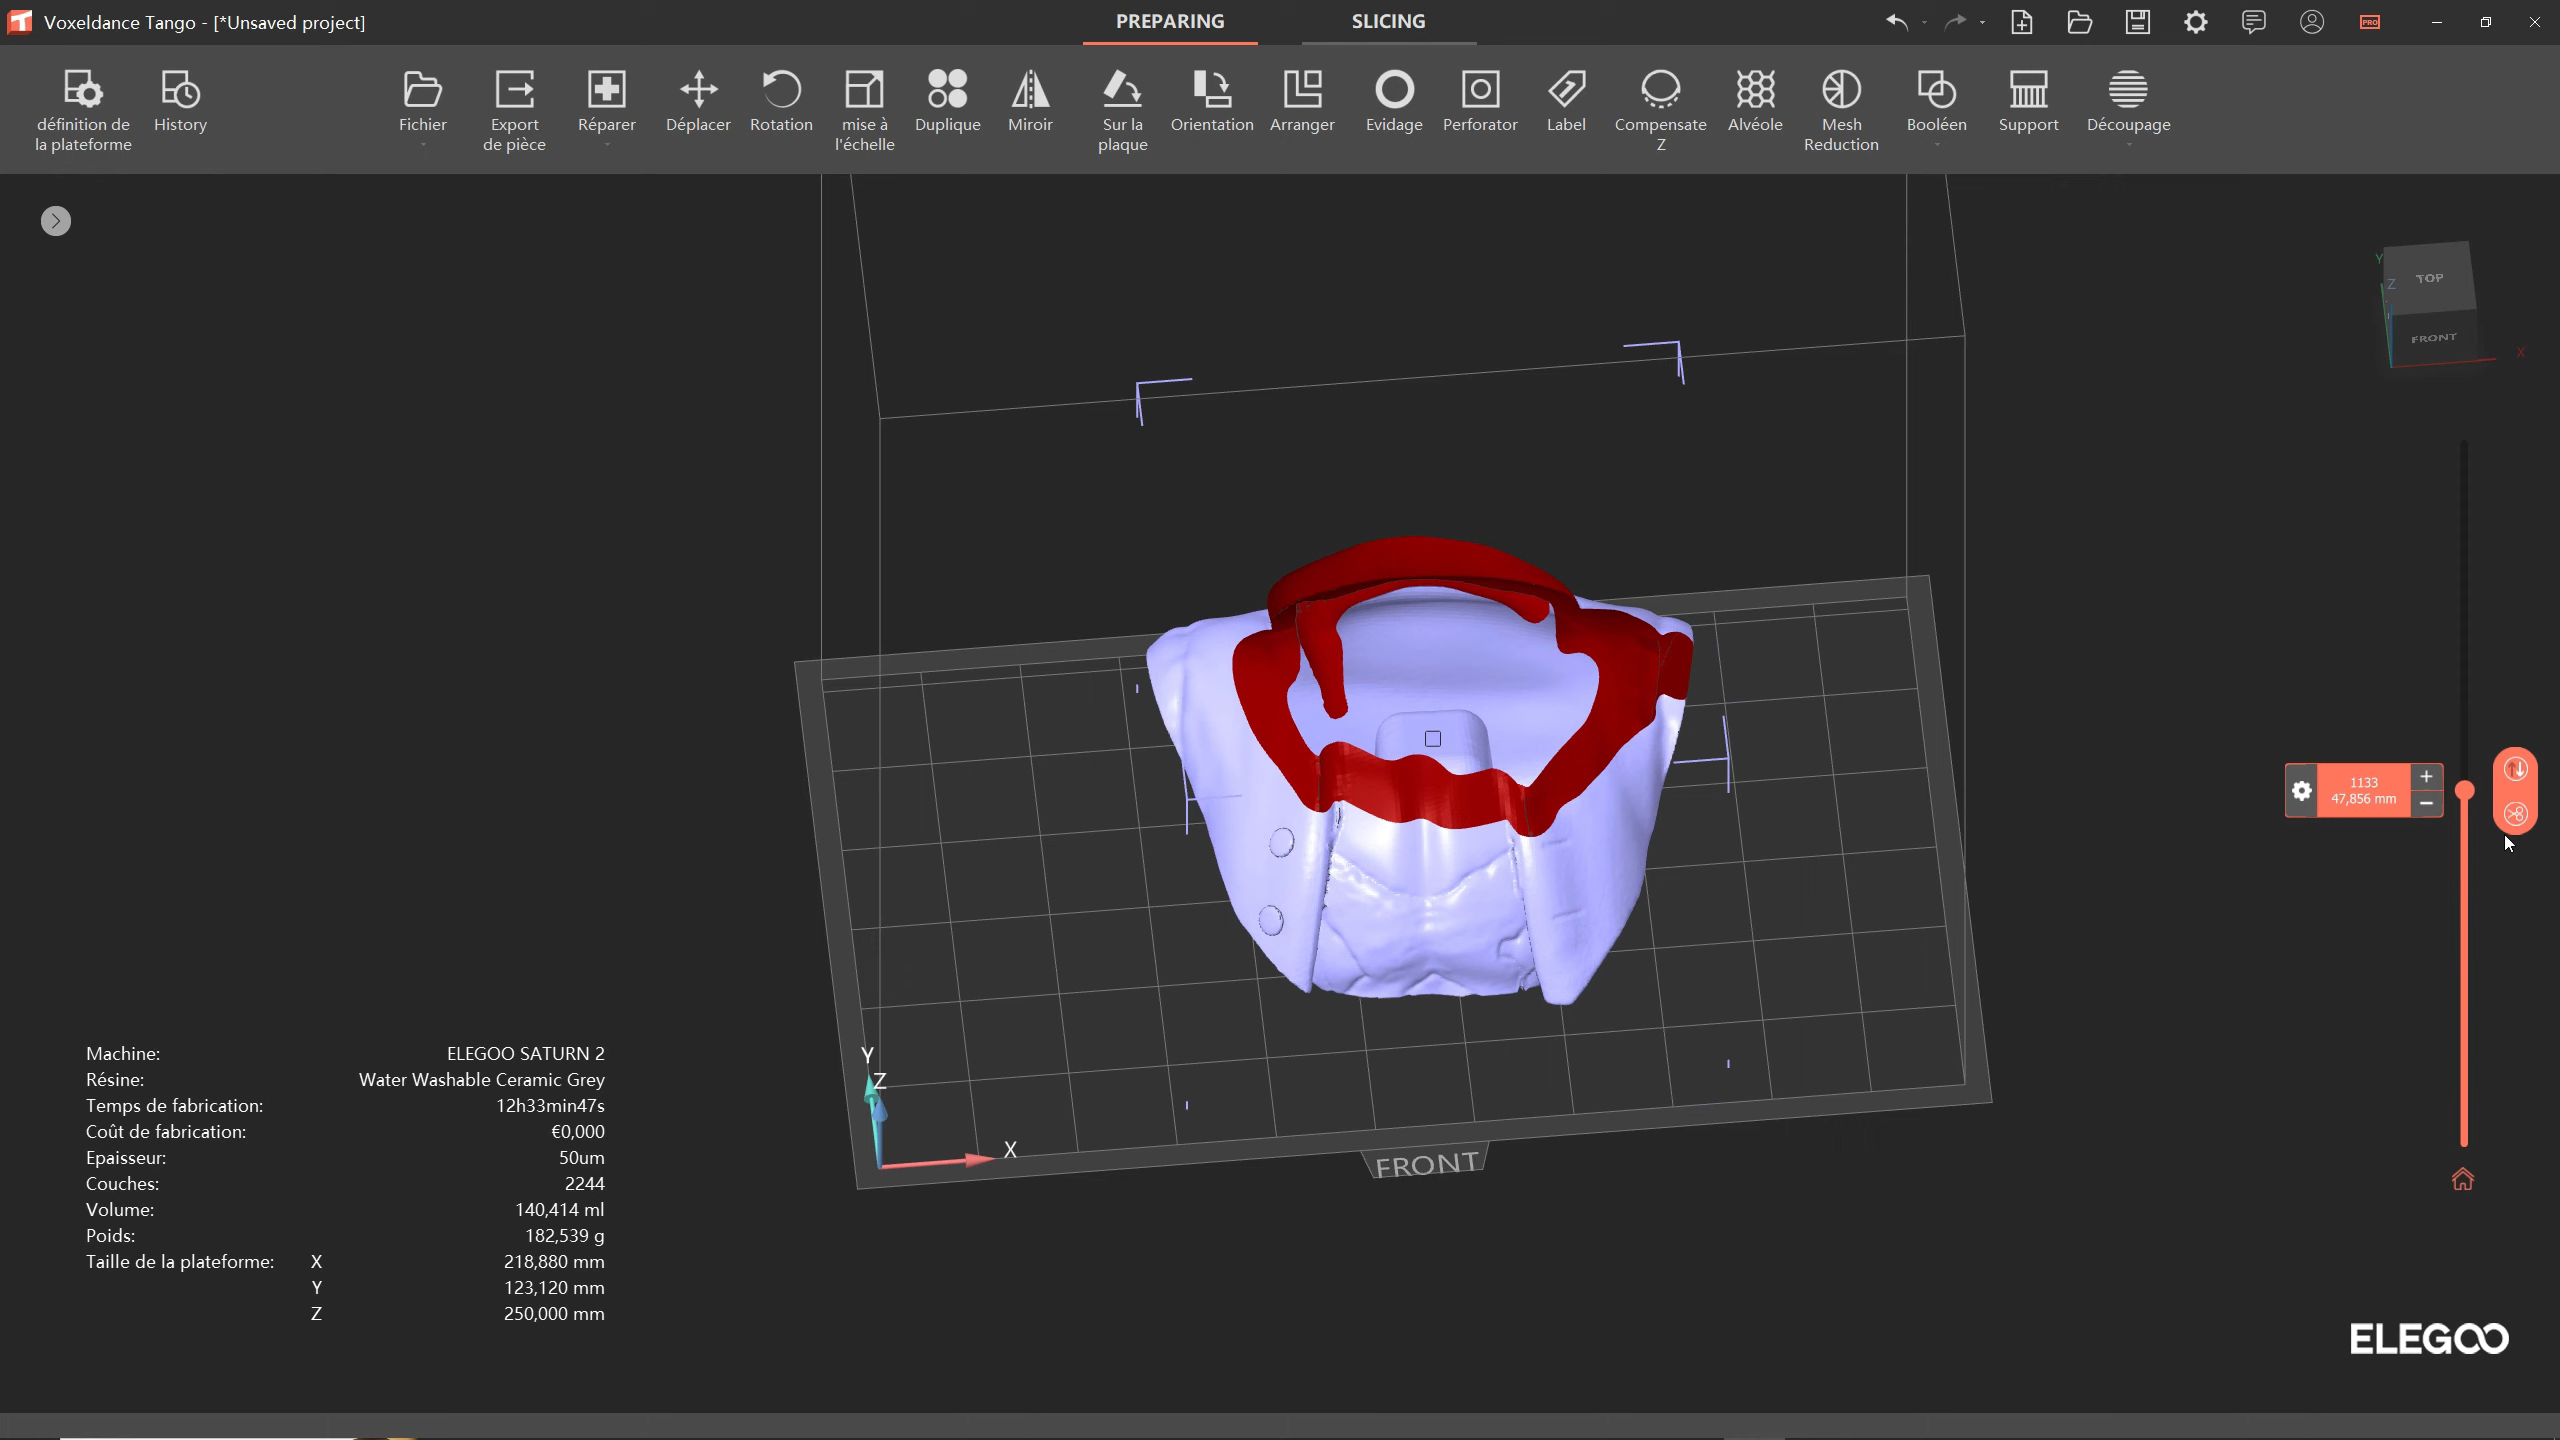 Voxeldance Tango - [*Unsaved project]
PREPARING
SLICING
PRO
définition de
la plateforme
History
Fichier
Export
de pièce
Réparer
Déplacer
Rotation
mise à
l'échelle
Duplique
Miroir
Sur la
plaque
Orientation
Arranger
Evidage
Perforator
Label
Compensate
Z
Alvéole
Mesh
Reduction
Booléen
Support
Découpage
Y
Z
TOP
FRONT
X
1133
47,856 mm
Machine: ELEGOO SATURN 2
Résine: Water Washable Ceramic Grey
Temps de fabrication: 12h33min47s
Coût de fabrication: €0,000
Epaisseur: 50um
Couches: 2244
Volume: 140,414 ml
Poids: 182,539 g
Taille de la plateforme: X 218,880 mm
Y 123,120 mm
Z 250,000 mm
Y
Z
X
FRONT
ELEGOO